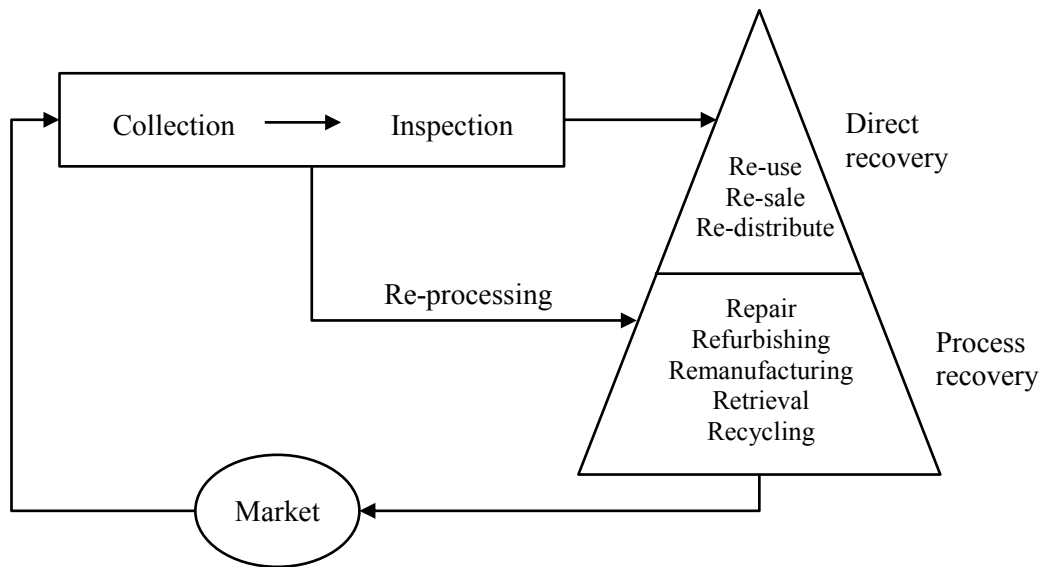 Collection
Inspection
Direct
recovery
Re-use
Re-sale
Re-distribute
Re-processing
Repair
Refurbishing
Remanufacturing
Retrieval
Recycling
Process
recovery
Market